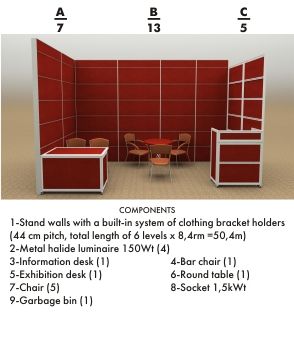 A B C
7 13 5
COMPONENTS
1-Stand walls with a built-in system of clothing bracket holders
(44 cm pitch, total length of 6 levels x 8,4rm =50,4m)
2-Metal halide luminaire 150Wt (4)
3-Information desk (1) 4-Bar chair (1)
5-Exhibition desk (1) 6-Round table (1)
7-Chair (5) 8-Socket 1,5kWt
9-Garbage bin (1)